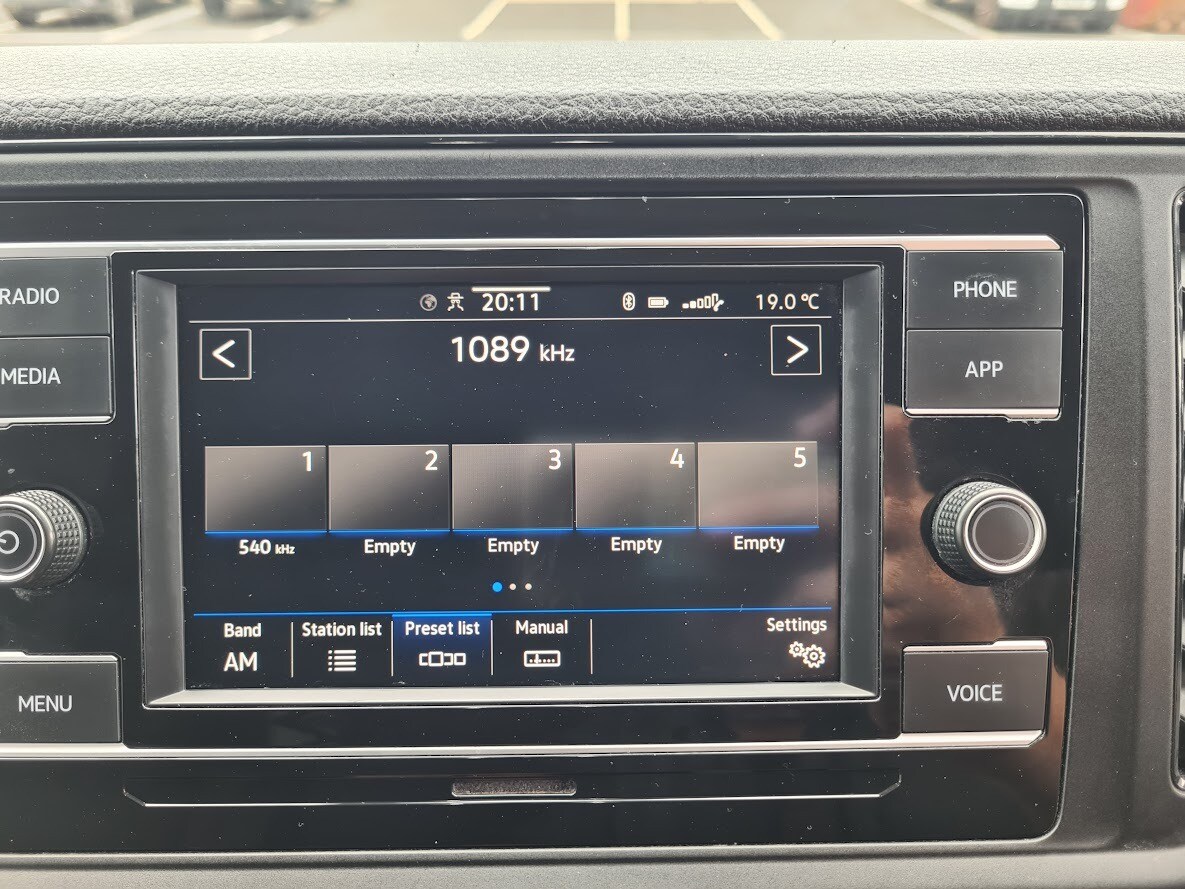 RADIO
MEDIA
MENU
20:11
19.0 °C
<
1089 kHz
>
1 2 3 4 5
540 kHz Empty Empty Empty Empty
Band Station list Preset list Manual Settings
AM
PHONE
APP
VOICE